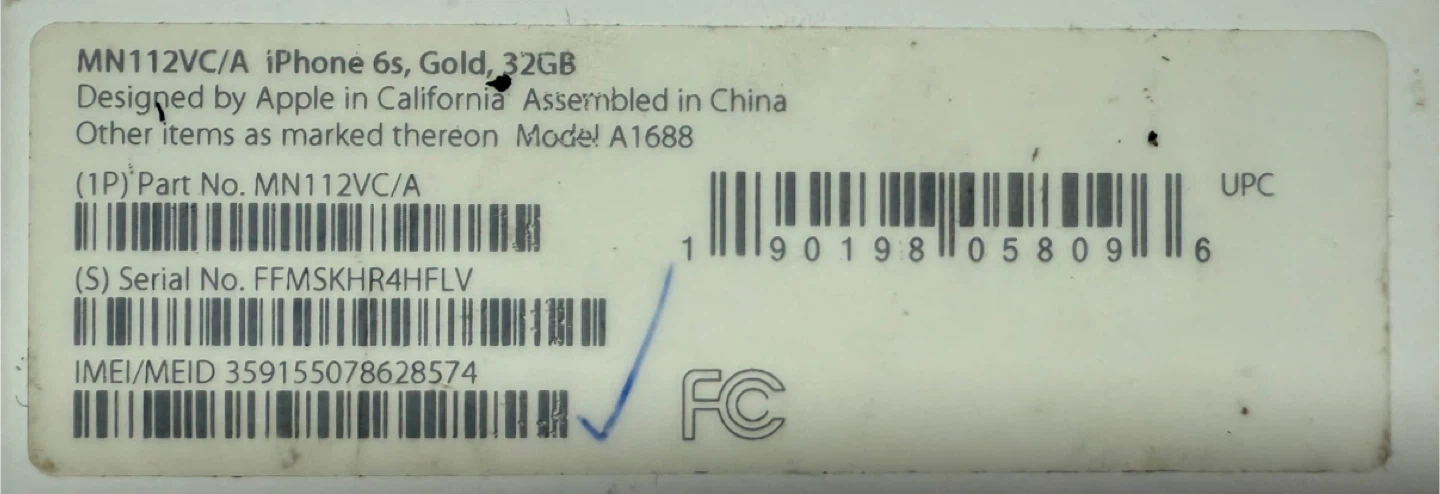 MN112VC/A iPhone 6s, Gold, 32GB
Designed by Apple in California Assembled in China
Other items as marked thereon Model A1688
(1P) Part No. MN112VC/A
UPC
1 90198 05809 6
(S) Serial No. FFMSKHR4HFLV
IMEI/MEID 359155078628574
FC